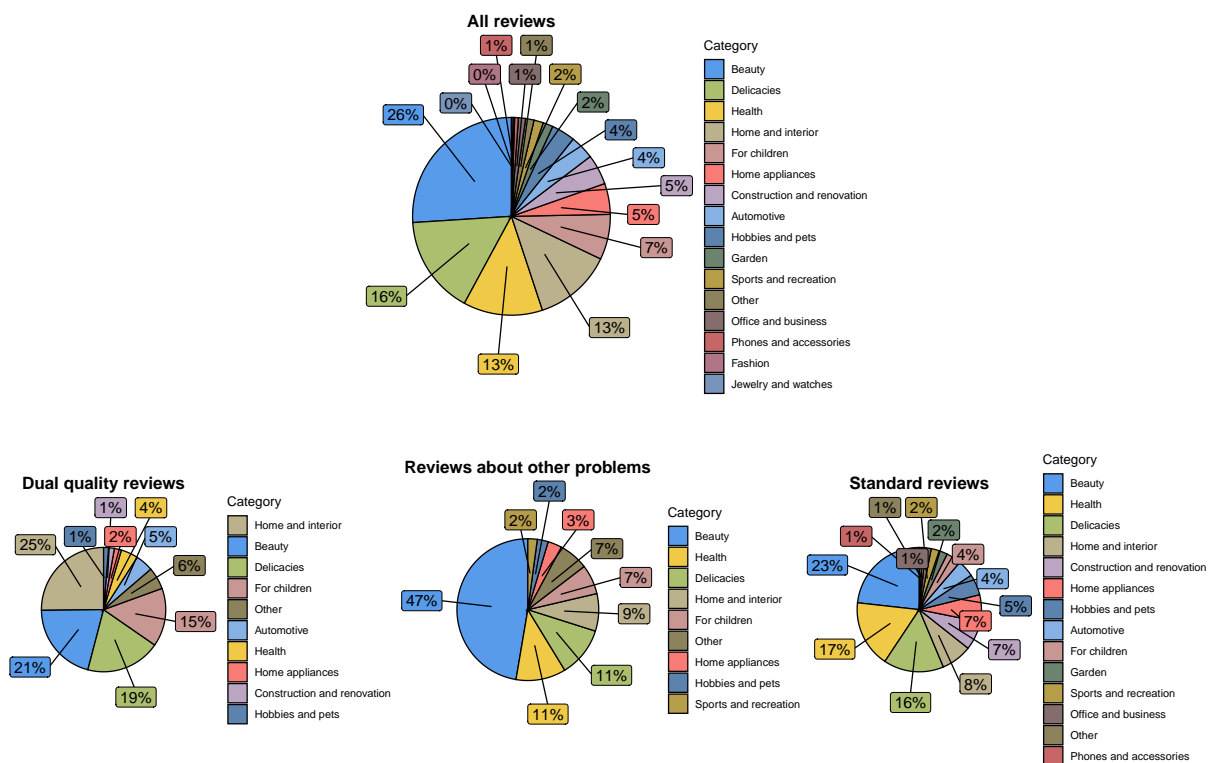 All reviews
1%
1%
0%
1%
2%
0%
2%
26%
4%
4%
5%
5%
7%
16%
13%
13%
Category
Beauty
Delicacies
Health
Home and interior
For children
Home appliances
Construction and renovation
Automotive
Hobbies and pets
Garden
Sports and recreation
Other
Office and business
Phones and accessories
Fashion
Jewelry and watches
Dual quality reviews
1%
4%
1%
2%
5%
25%
6%
15%
21%
19%
Category
Home and interior
Beauty
Delicacies
For children
Other
Automotive
Health
Home appliances
Construction and renovation
Hobbies and pets
Reviews about other problems
2%
2%
3%
7%
7%
47%
9%
11%
11%
Category
Beauty
Health
Delicacies
Home and interior
For children
Other
Home appliances
Hobbies and pets
Sports and recreation
Standard reviews
1%
2%
1%
2%
1%
4%
23%
4%
5%
7%
17%
7%
8%
16%
Category
Beauty
Health
Delicacies
Home and interior
Construction and renovation
Home appliances
Hobbies and pets
Automotive
For children
Garden
Sports and recreation
Office and business
Other
Phones and accessories